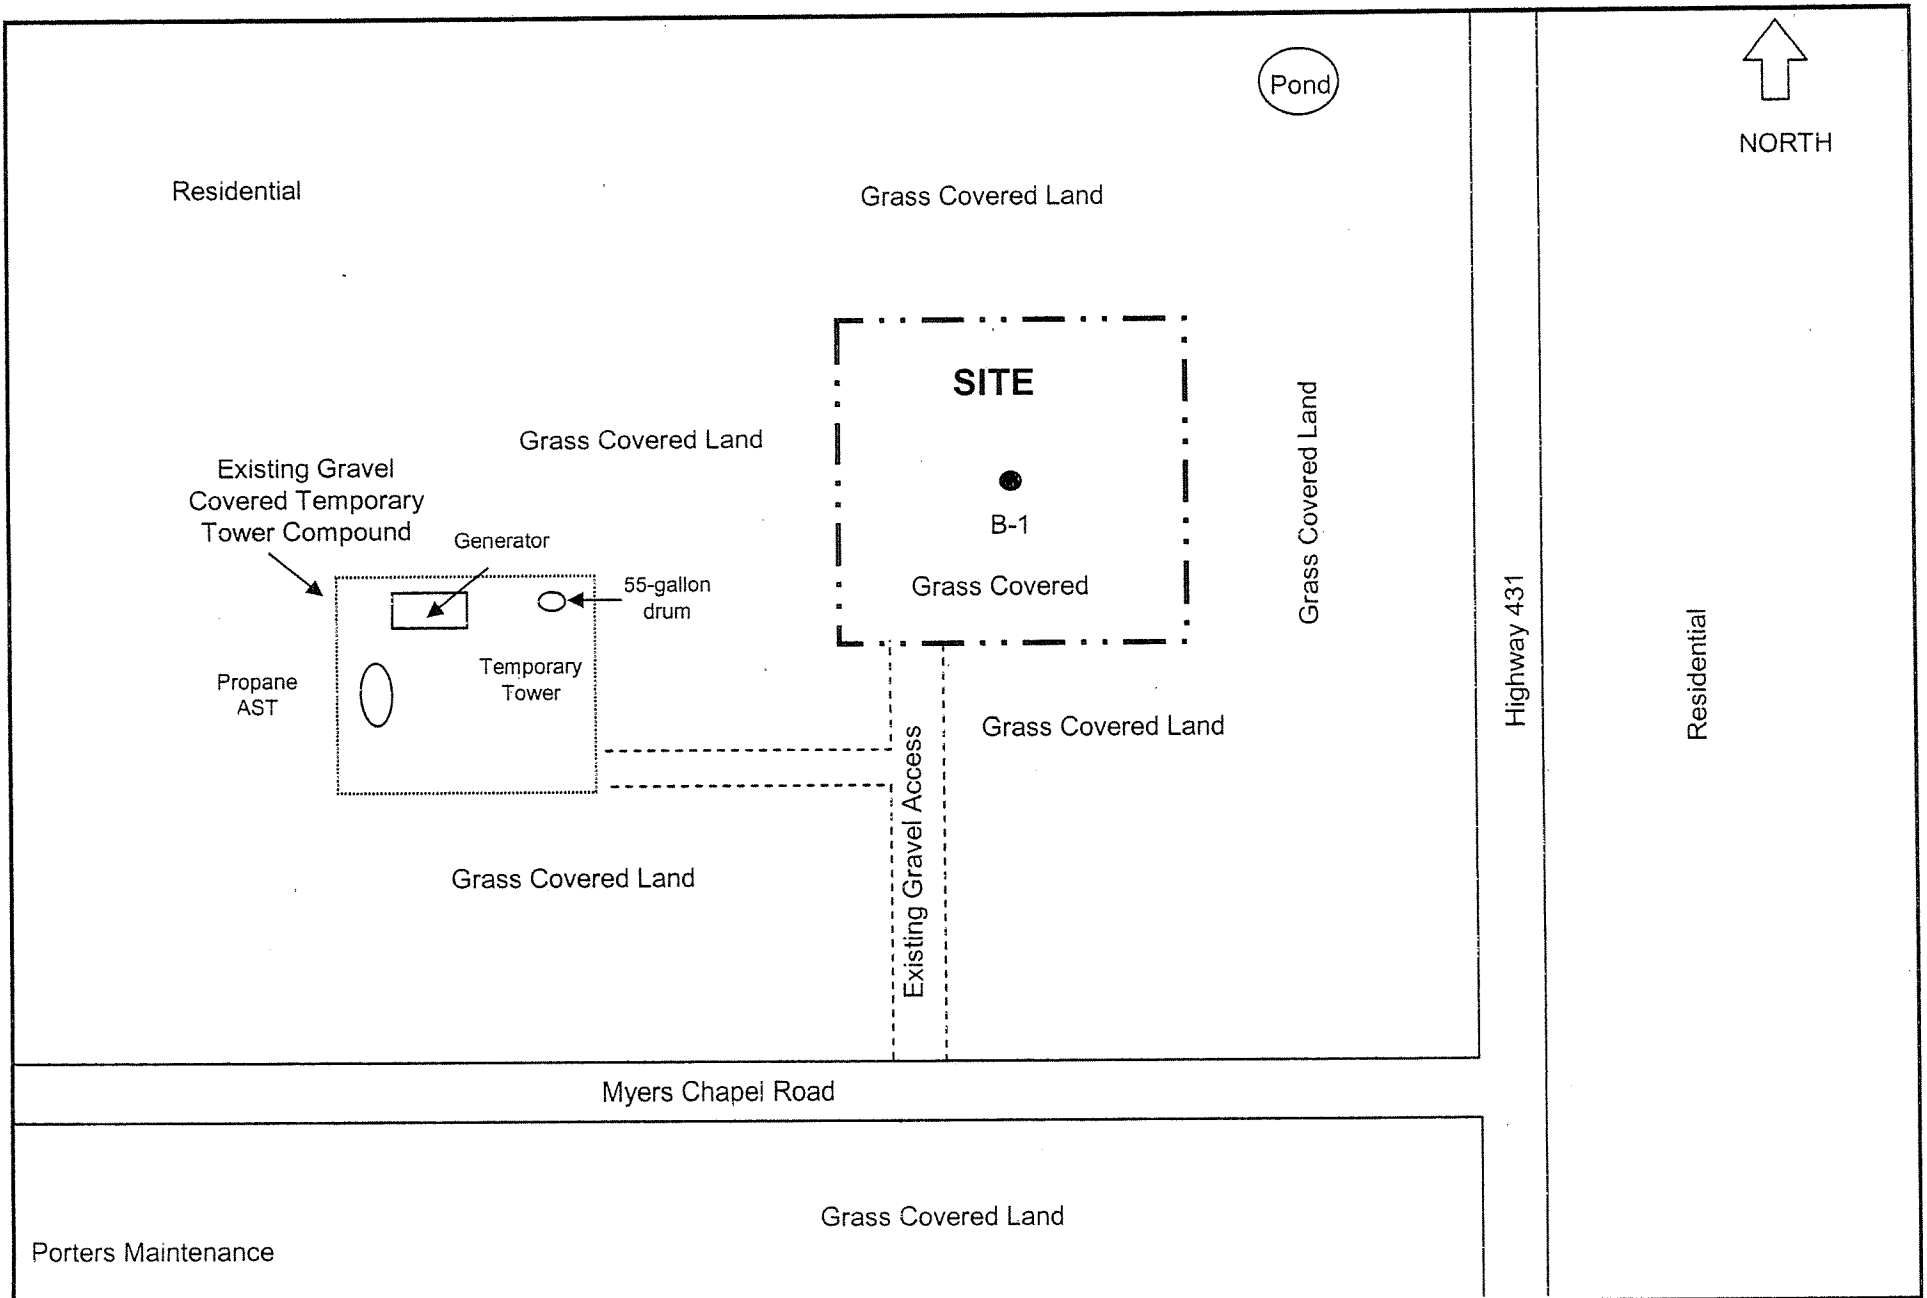 Pond
NORTH
Residential
Grass Covered Land
SITE
Grass Covered Land
Grass Covered Land
Existing Gravel
Covered Temporary
Tower Compound
B-1
Generator
55-gallon
drum
Grass Covered
Highway 431
Residential
Propane
AST
Temporary
Tower
Grass Covered Land
Existing Gravel Access
Grass Covered Land
Myers Chapel Road
Grass Covered Land
Porters Maintenance